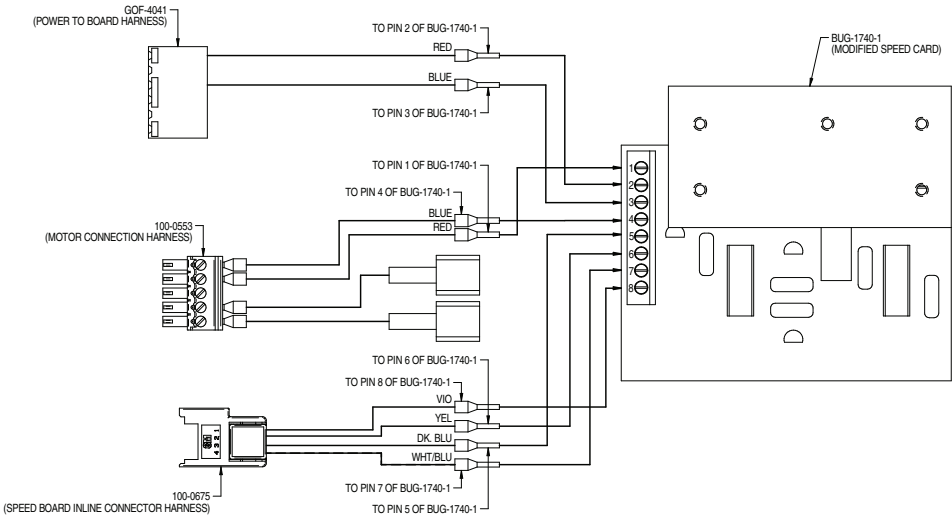 GOF-4041
(POWER TO BOARD HARNESS)
TO PIN 2 OF BUG-1740-1
RED
BLUE
TO PIN 3 OF BUG-1740-1
BUG-1740-1
(MODIFIED SPEED CARD)
TO PIN 1 OF BUG-1740-1
TO PIN 4 OF BUG-1740-1
BLUE
RED
100-0553
(MOTOR CONNECTION HARNESS)
1
2
3
4
5
6
7
8
TO PIN 6 OF BUG-1740-1
TO PIN 8 OF BUG-1740-1
VIO
YEL
DK. BLU
WHT/BLU
4 3 2 1
TO PIN 7 OF BUG-1740-1
TO PIN 5 OF BUG-1740-1
100-0675
(SPEED BOARD INLINE CONNECTOR HARNESS)